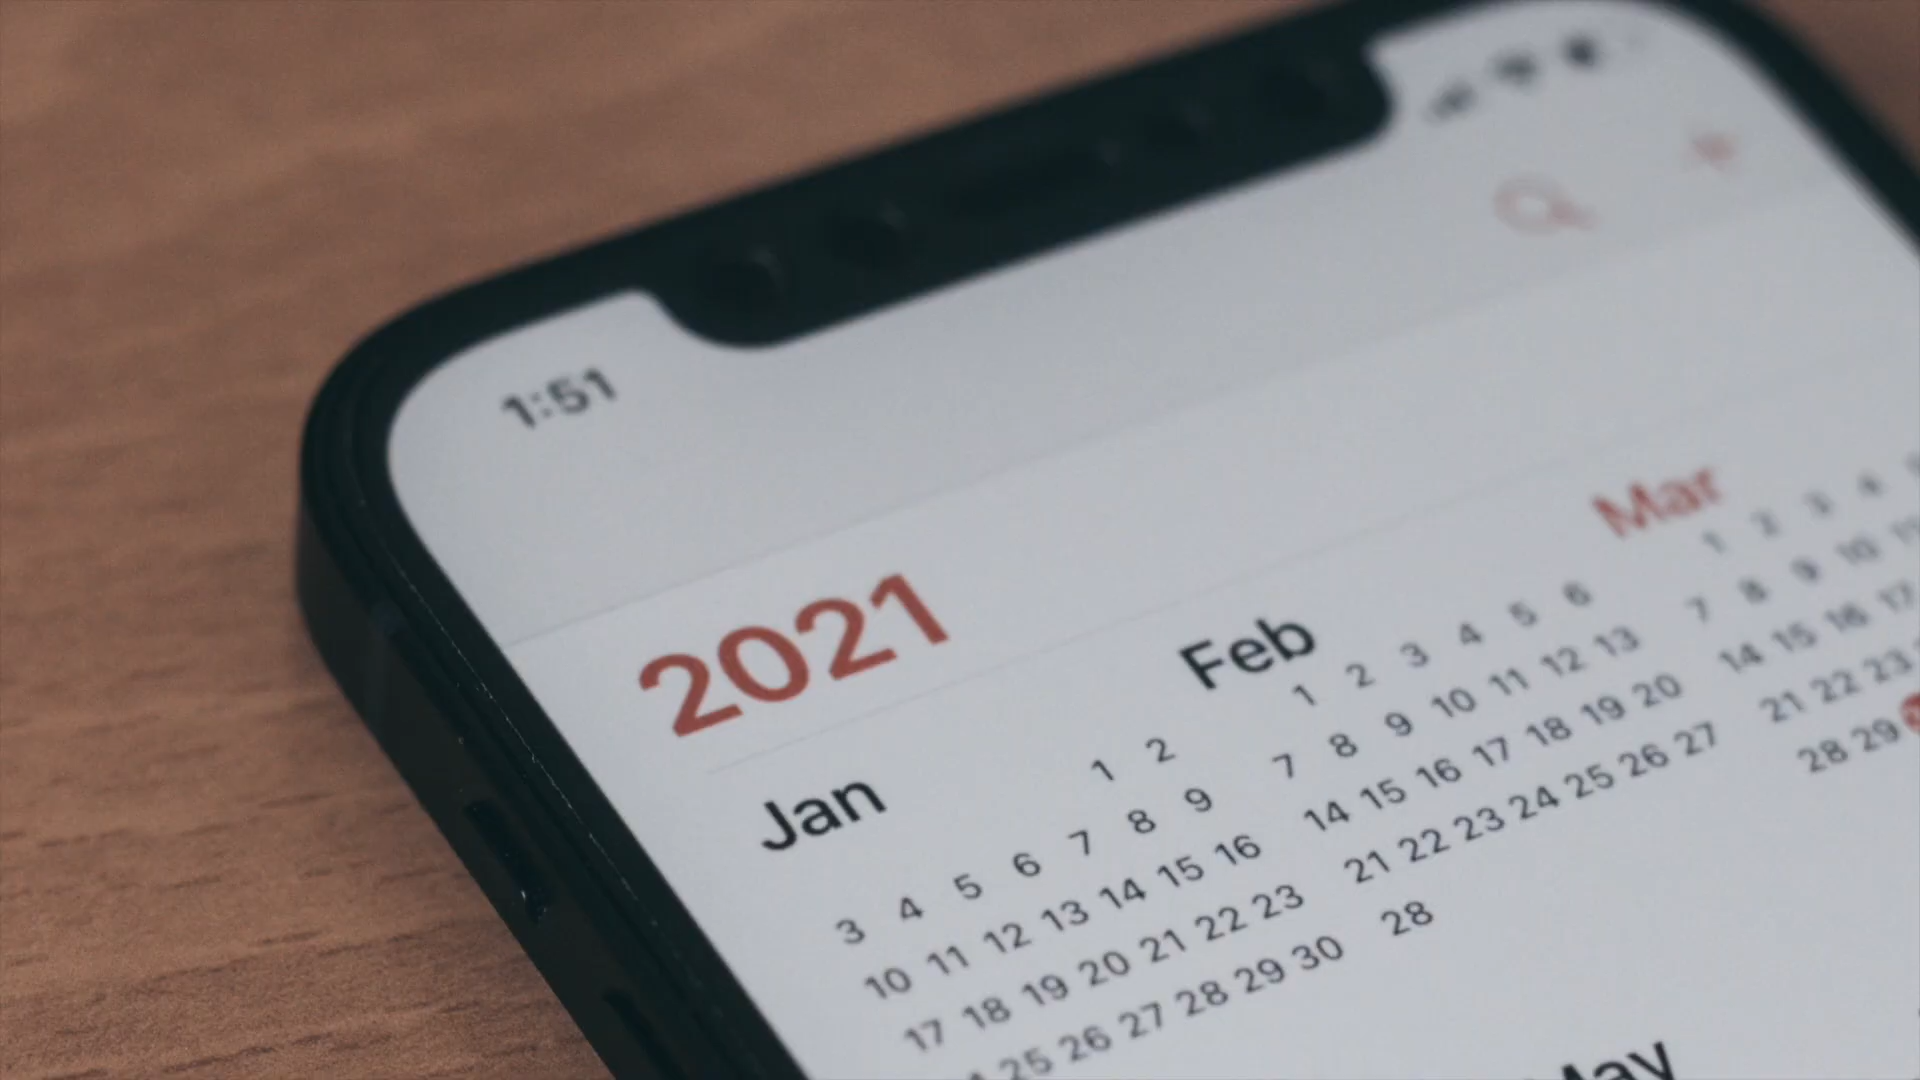 1:51
2021
Jan
1 2
3 4 5 6 7 8 9
10 11 12 13 14 15 16
17 18 19 20 21 22 23
25 26 27 28 29 30
Feb
1 2 3 4 5 6
7 8 9 10 11 12 13
14 15 16 17 18 19 20
21 22 23 24 25 26 27
28
Mar
1 2 3 4
7 8 9 10 11
14 15 16 17
21 22 23
28 29
May